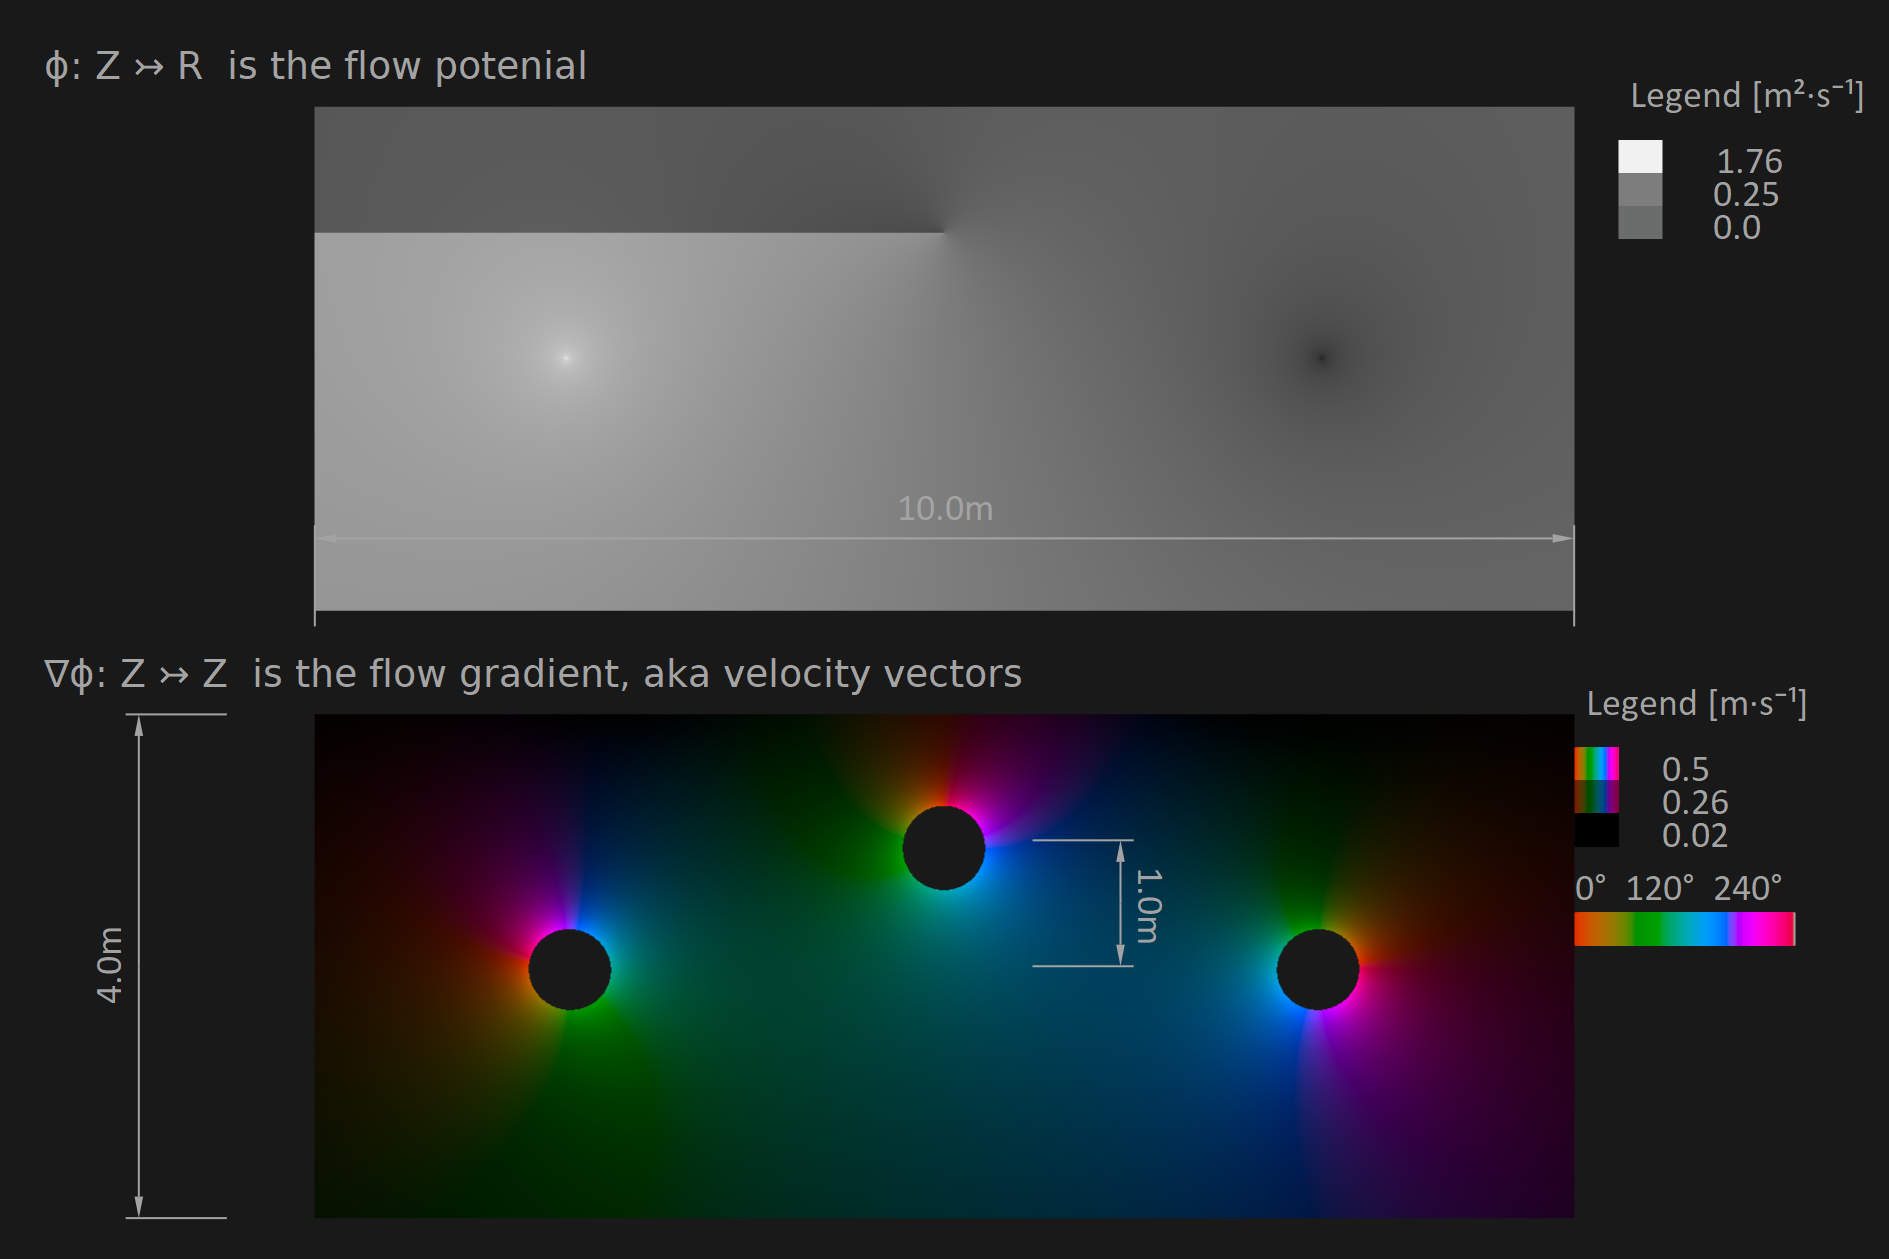 ϕ: Z ↣ R  is the flow potenial
Legend [m²·s⁻¹]
1.76
0.25
0.0
10.0m
∇ϕ: Z ↣ Z  is the flow gradient, aka velocity vectors
Legend [m·s⁻¹]
0.5
0.26
0.02
0° 120° 240°
1.0m
4.0m